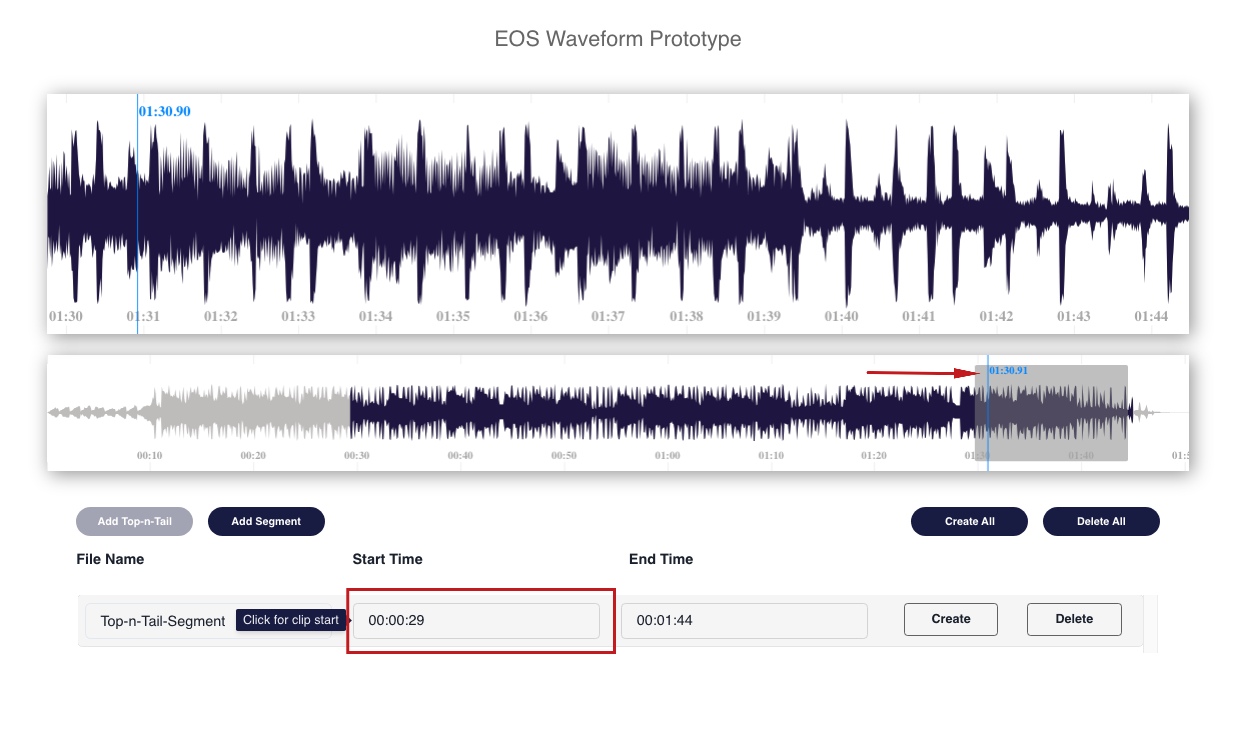 EOS Waveform Prototype
01:30.90
01:30 01:31 01:32 01:33 01:34 01:35 01:36 01:37 01:38 01:39 01:40 01:41 01:42 01:43 01:44
01:30.91
00:10 00:20 00:30 00:40 00:50 01:00 01:10 01:20 01:30 01:40
Add Top-n-Tail Add Segment Create All Delete All
File Name Start Time End Time
Top-n-Tail-Segment Click for clip start 00:00:29 00:01:44 Create Delete